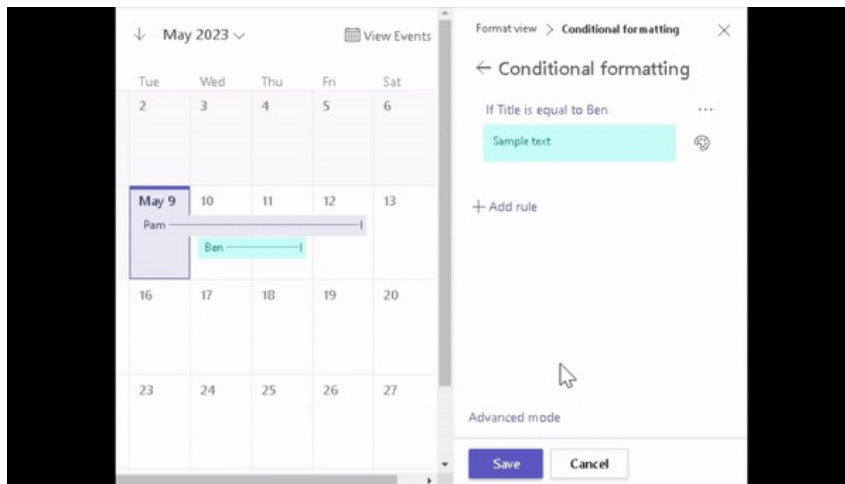 May 2023
View Events
Tue Wed Thu Fri Sat
2 3 4 5 6
May 9 10 11 12 13
Pam
Ben
16 17 18 19 20
23 24 25 26 27
Format view > Conditional formatting
Conditional formatting
If Title is equal to Ben
Sample text
Add rule
Advanced mode
Save Cancel